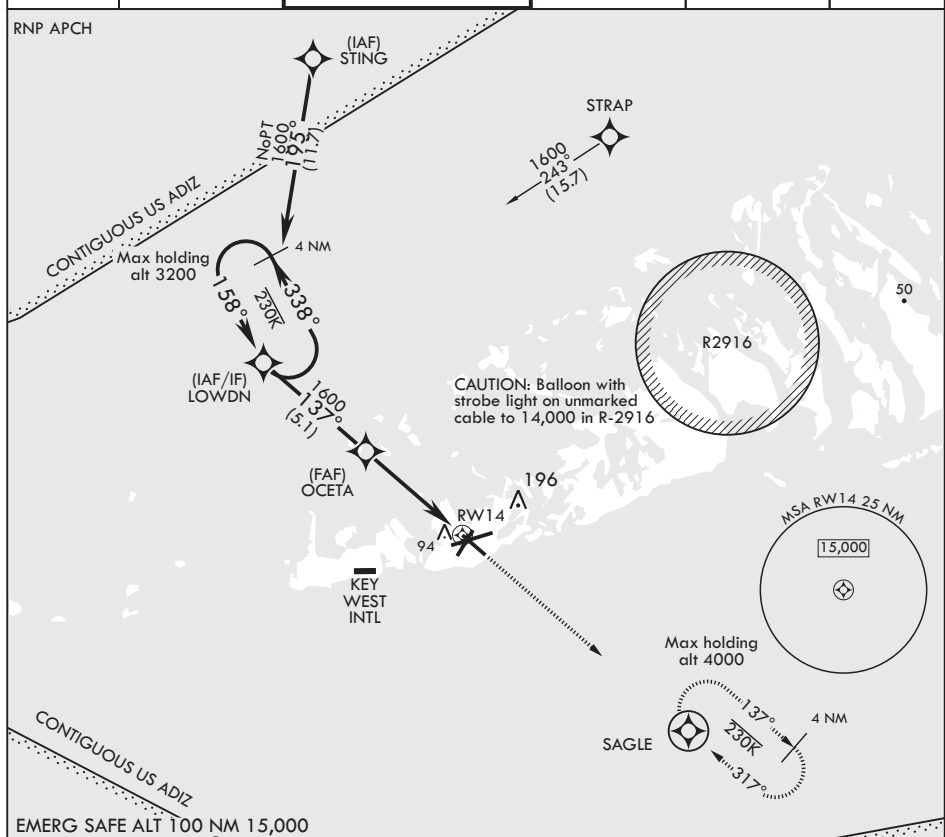 RNP APCH
(IAF)
STING
NoPT
1600
195°
(11.7)
STRAP
1600
243°
(15.7)
CONTIGUOUS US ADIZ
Max holding
alt 3200
4 NM
158°
230K
338°
50
R2916
(IAF/IF)
LOWDN
1600
137°
(5.1)
CAUTION: Balloon with
strobe light on unmarked
cable to 14,000 in R-2916
(FAF)
OCETA
196
RW14
94
MSA RW14 25 NM
15,000
KEY
WEST
INTL
Max holding
alt 4000
137°
4 NM
230K
SAGLE
317°
CONTIGUOUS US ADIZ
EMERG SAFE ALT 100 NM 15,000